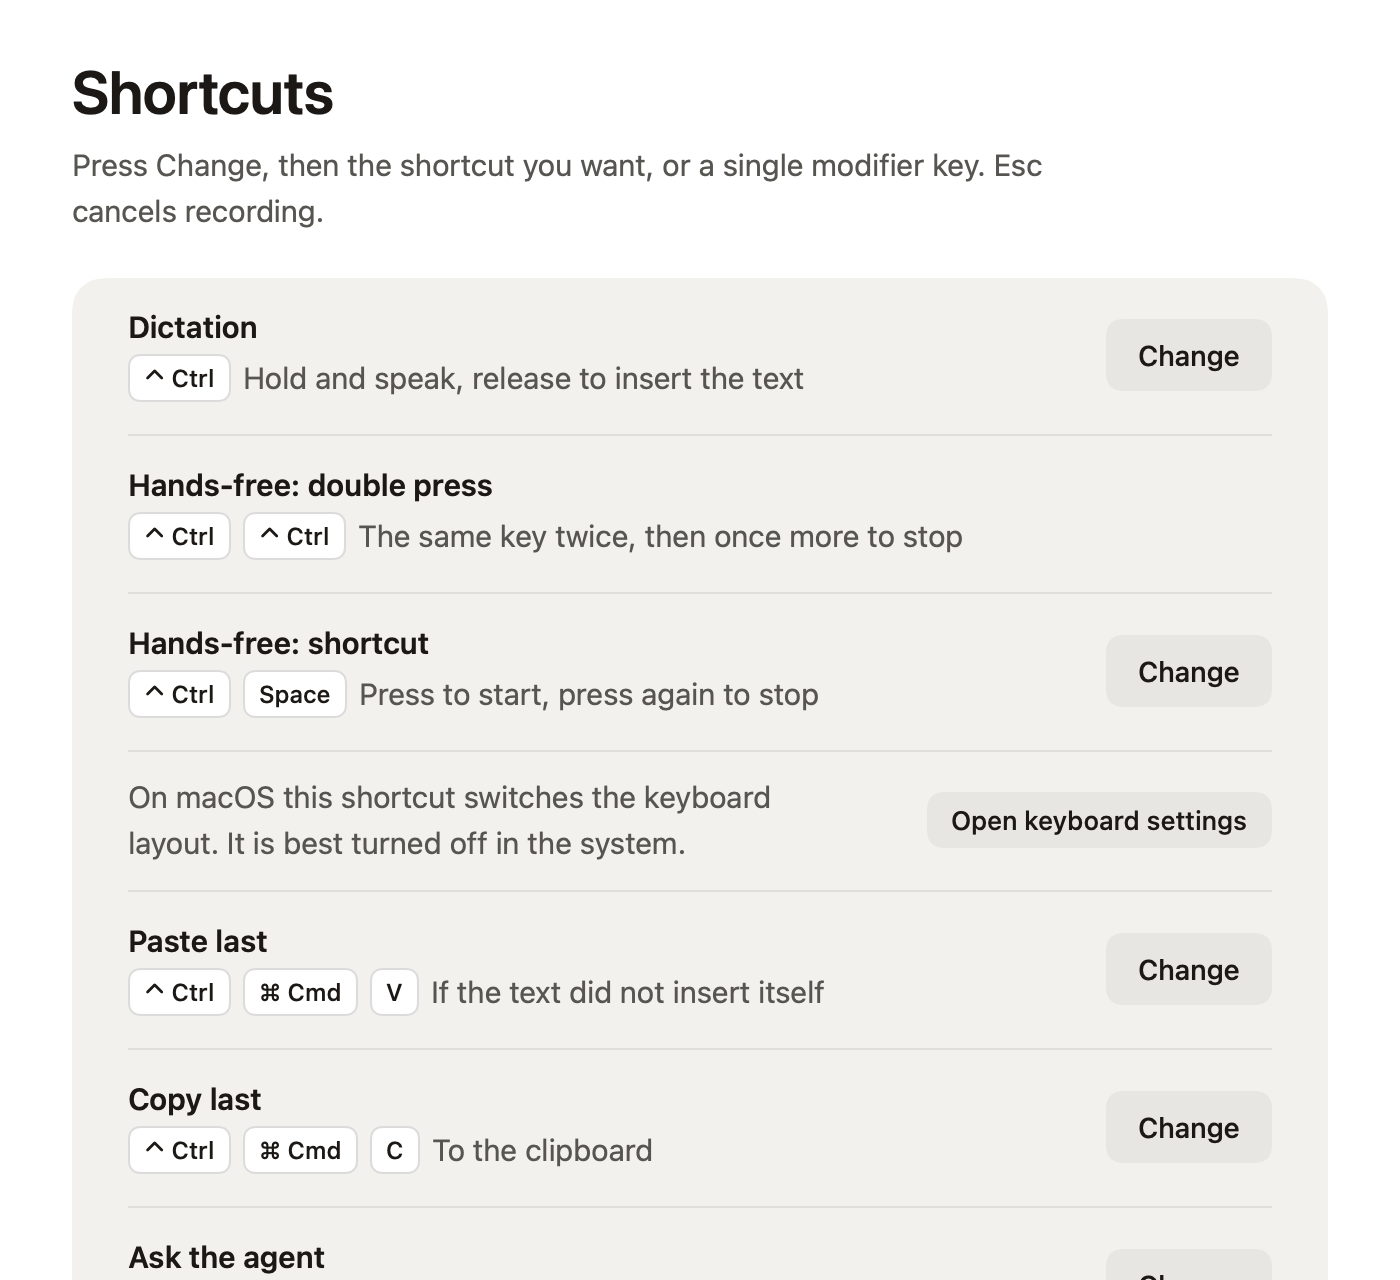 Shortcuts
Press Change, then the shortcut you want, or a single modifier key. Esc
cancels recording.
Dictation
^ Ctrl Hold and speak, release to insert the text
Change
Hands-free: double press
^ Ctrl ^ Ctrl The same key twice, then once more to stop
Hands-free: shortcut
^ Ctrl Space Press to start, press again to stop
Change
On macOS this shortcut switches the keyboard
layout. It is best turned off in the system.
Open keyboard settings
Paste last
^ Ctrl ⌘ Cmd V If the text did not insert itself
Change
Copy last
^ Ctrl ⌘ Cmd C To the clipboard
Change
Ask the agent